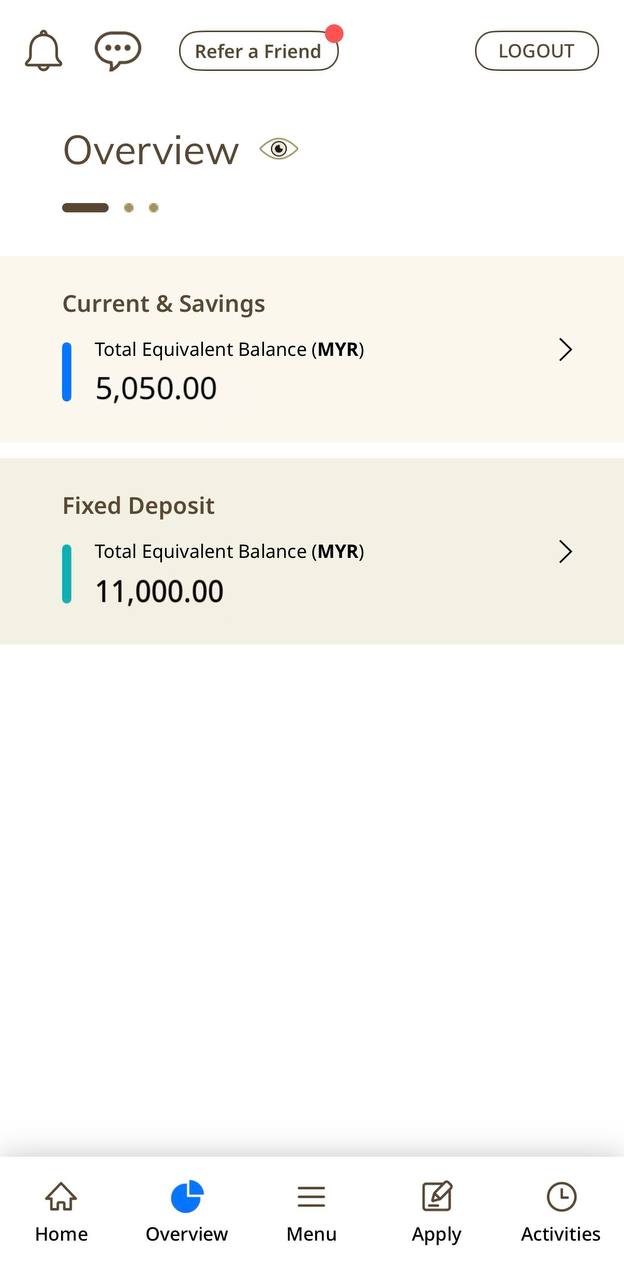 Refer a Friend
LOGOUT
Overview
Current & Savings
Total Equivalent Balance (MYR)
5,050.00
Fixed Deposit
Total Equivalent Balance (MYR)
11,000.00
Home
Overview
Menu
Apply
Activities